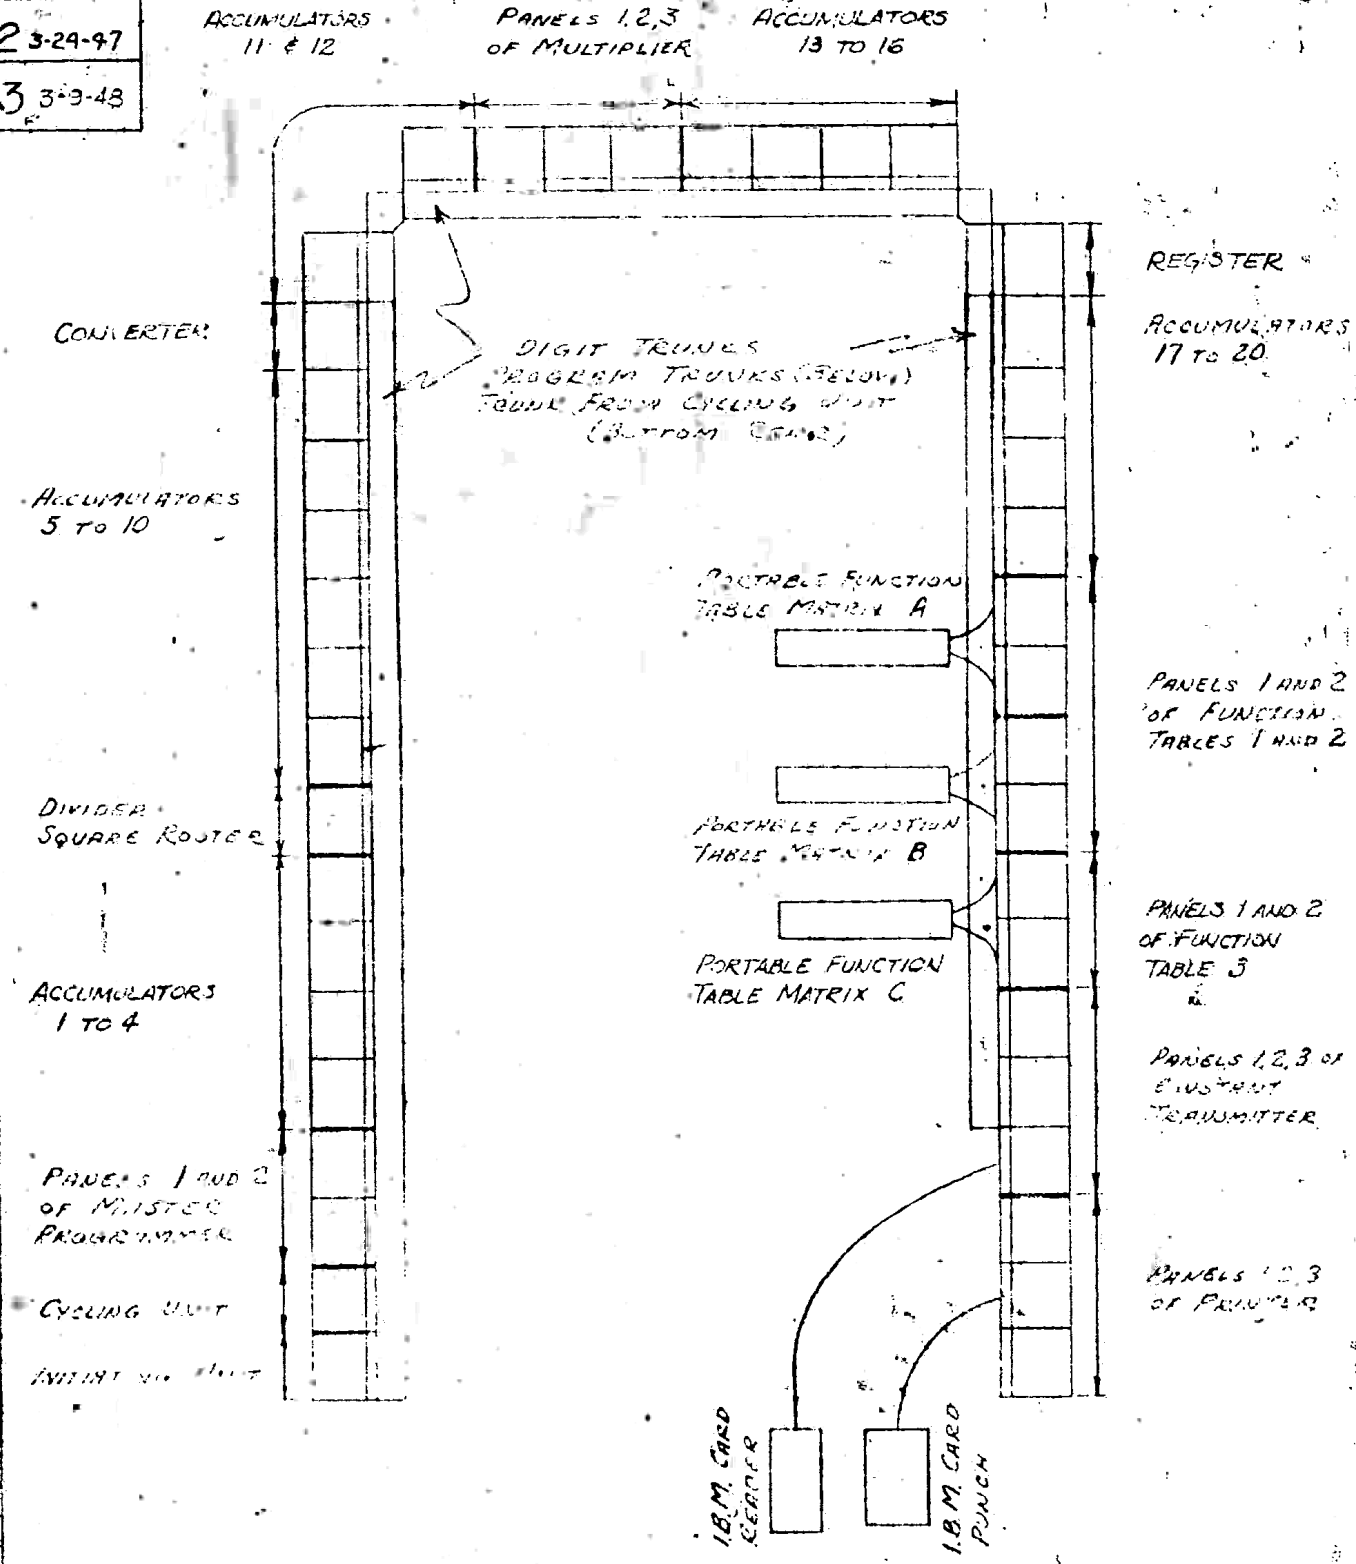 2 3-29-47
3 3-9-48
ACCUMULATORS
11 & 12
PANELS 1,2,3
OF MULTIPLIER
ACCUMULATORS
13 TO 16
CONVERTER
ACCUMULATORS
5 TO 10
DIVIDER
SQUARE ROOTER
ACCUMULATORS
1 TO 4
PANELS 1 AND 2
OF MASTER
PROGRAMMER
CYCLING UNIT
INITIATING UNIT
DIGIT TRUNKS
PROGRAM TRUNKS (BELOW)
TRUNK FROM CYCLING UNIT
(BOTTOM REAR)
PORTABLE FUNCTION
TABLE MATRIX A
PORTABLE FUNCTION
TABLE MATRIX B
PORTABLE FUNCTION
TABLE MATRIX C
REGISTER
ACCUMULATORS
17 TO 20
PANELS 1 AND 2
OF FUNCTION
TABLES 1 AND 2
PANELS 1 AND 2
OF FUNCTION
TABLE 3
PANELS 1,2,3 OF
CONSTANT
TRANSMITTER
PANELS 1,2,3
OF PRINTER
I.B.M. CARD
READER
I.B.M. CARD
PUNCH